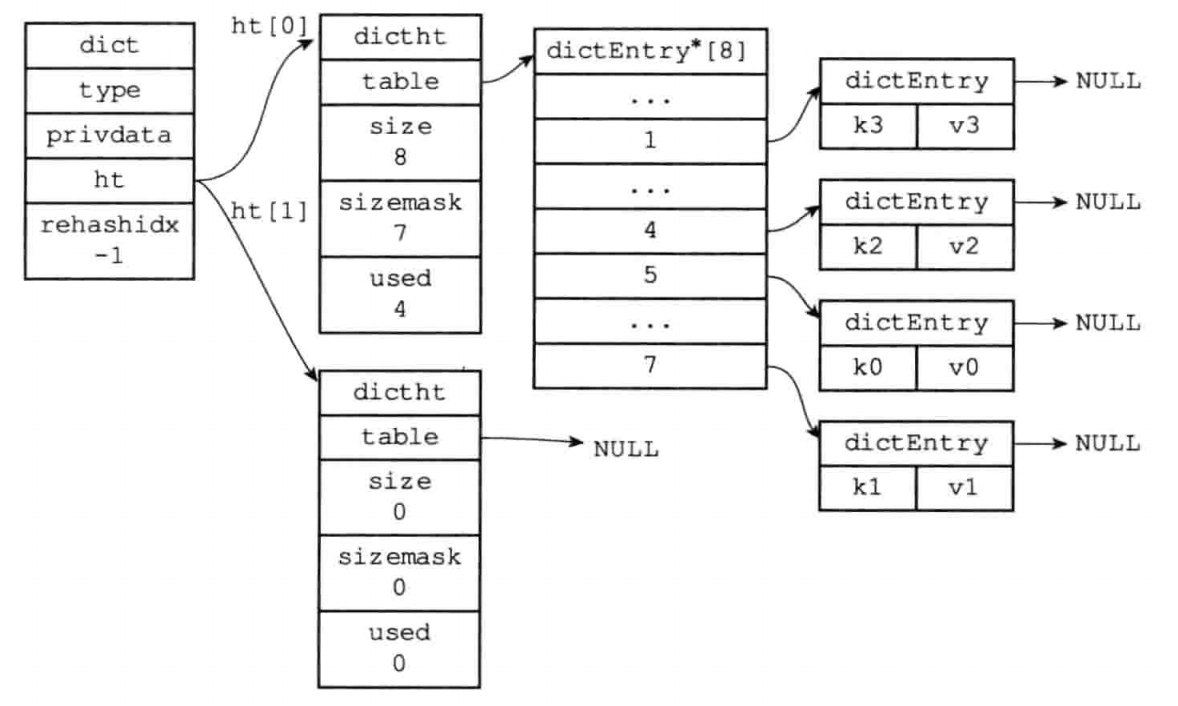 dict
type
privdata
ht
rehashidx
-1
ht[0]
ht[1]
dictht
table
size
8
sizemask
7
used
4
dictht
table
size
0
sizemask
0
used
0
NULL
dictEntry*[8]
...
1
...
4
5
...
7
dictEntry
k3 v3
NULL
dictEntry
k2 v2
NULL
dictEntry
k0 v0
NULL
dictEntry
k1 v1
NULL